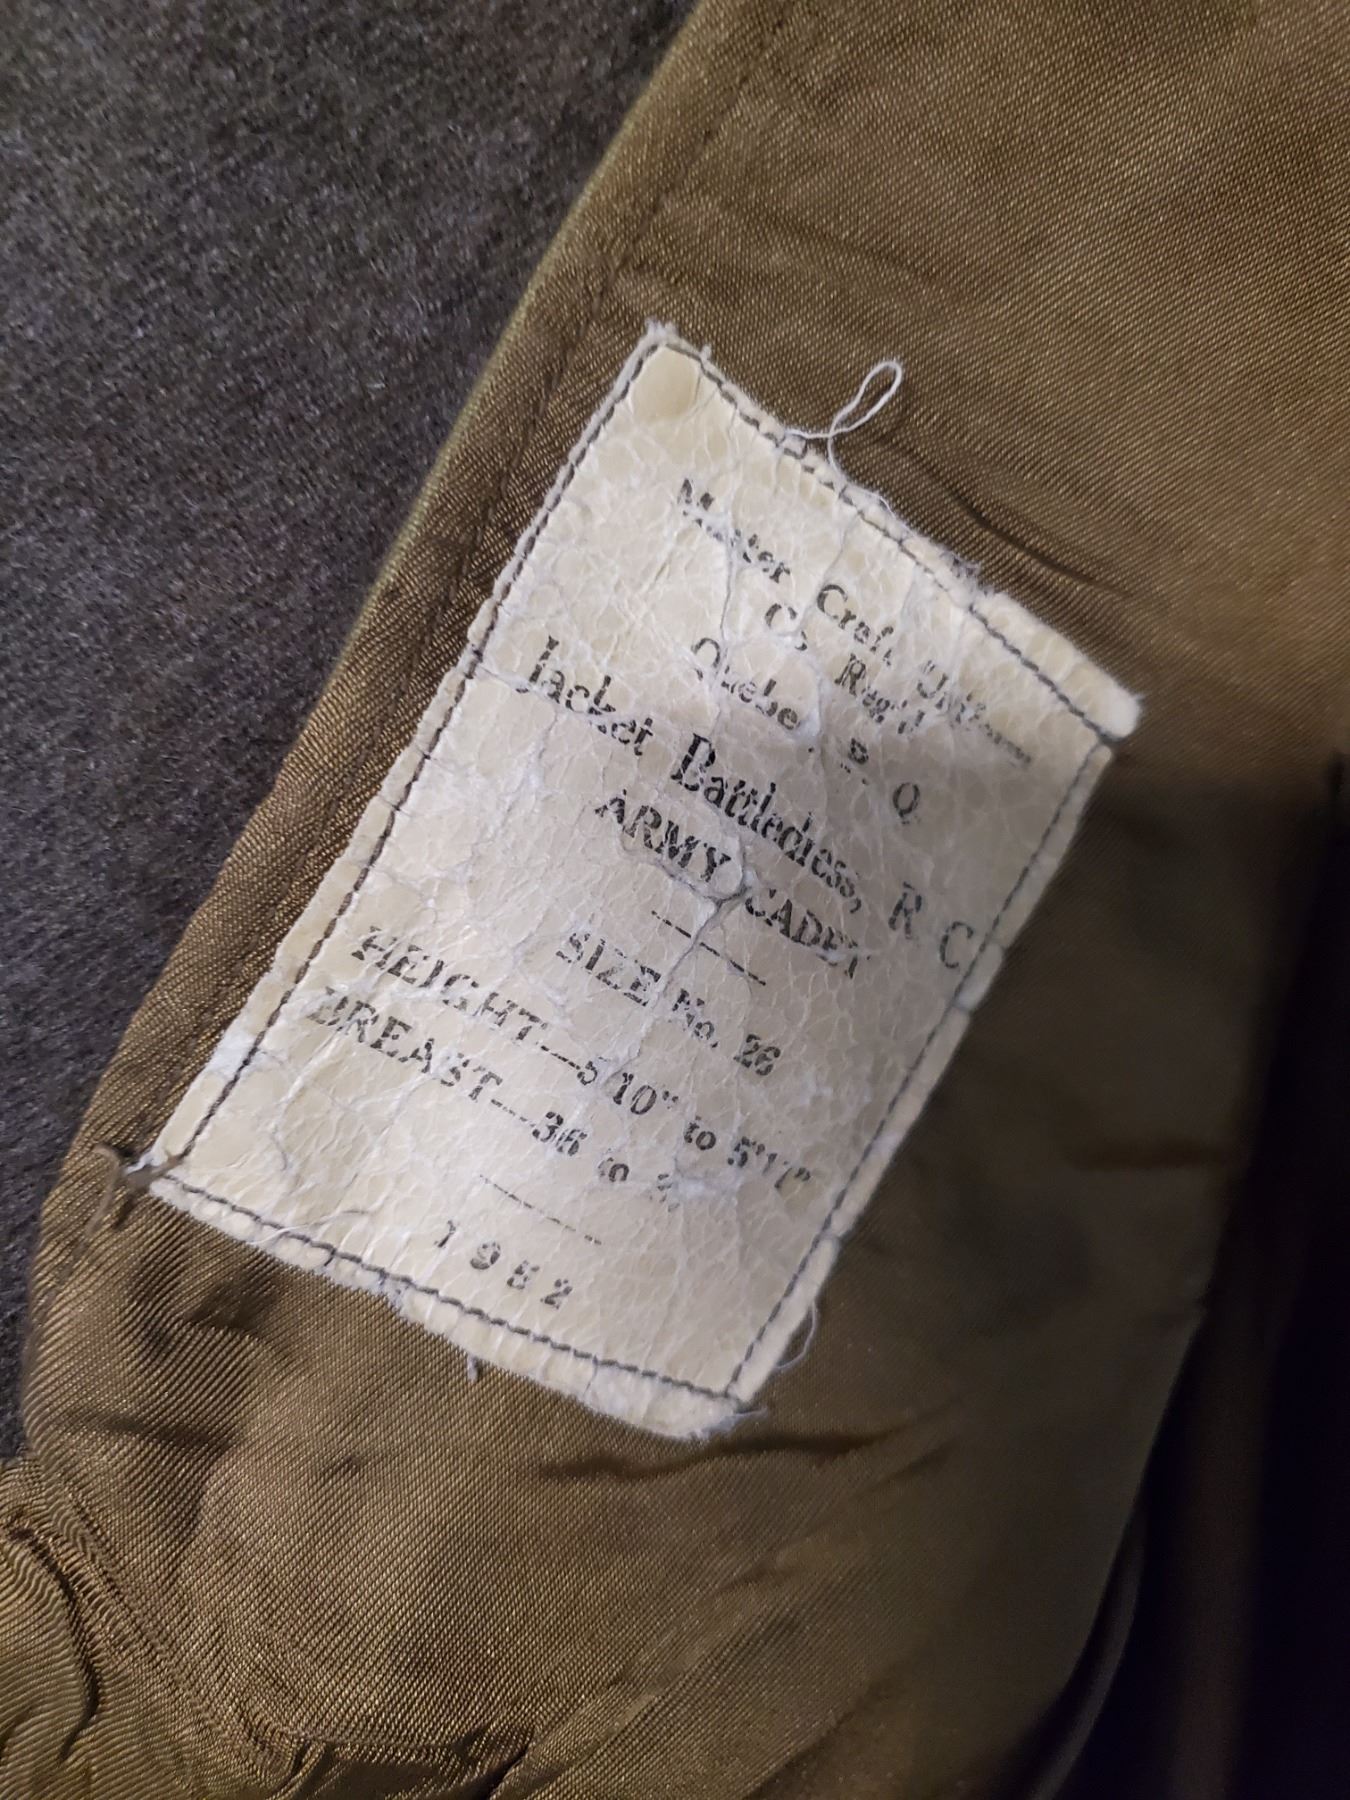 Master Craft Uniform
Co. Reg'd
Quebec, P. Q.
Jacket Battledress, R C
ARMY CADET
SIZE No. 26
HEIGHT—5'10" to 5'11"
BREAST—36 to
1952